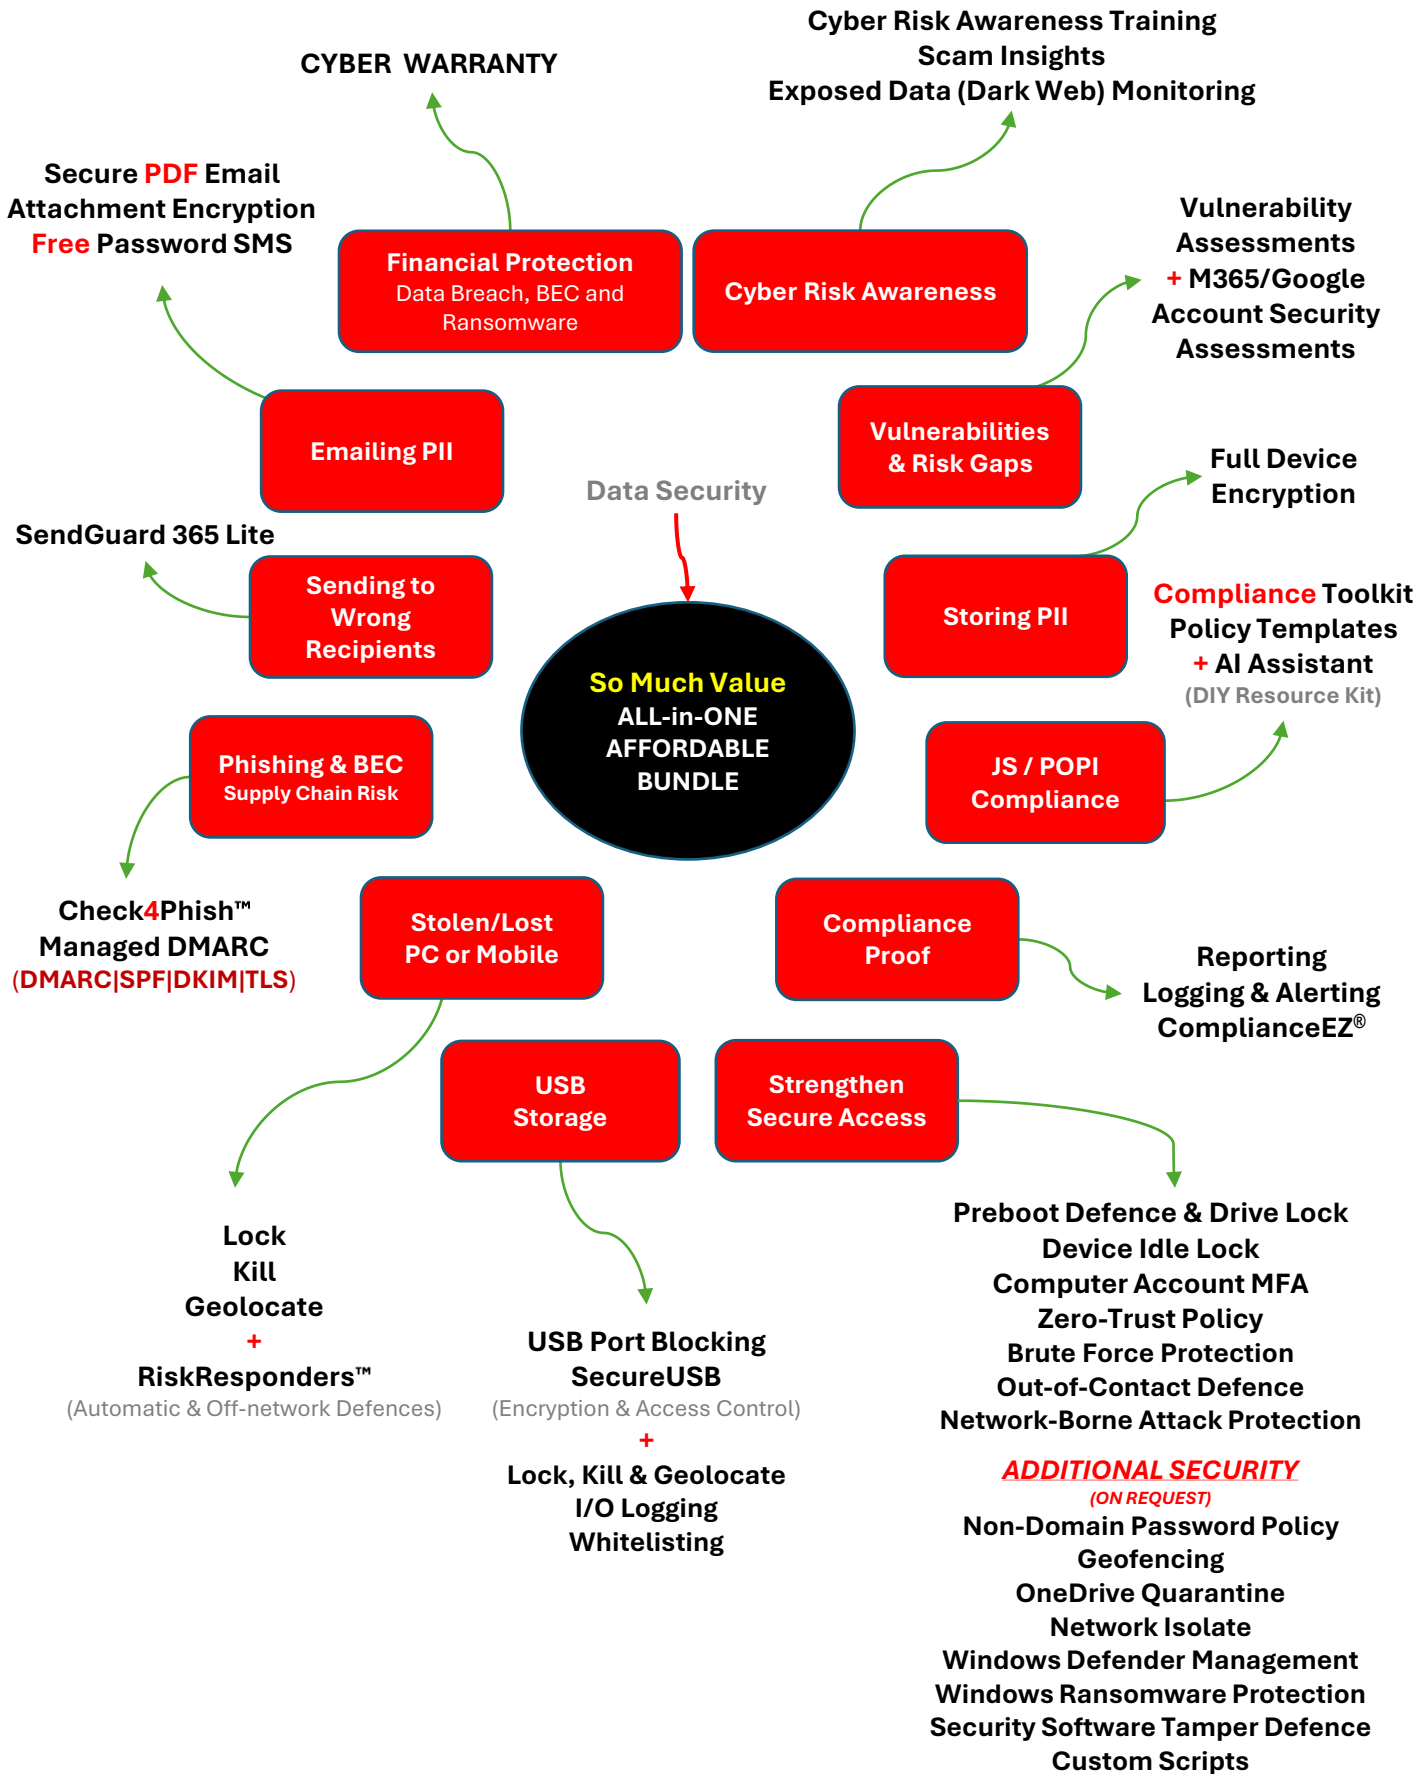 CYBER  WARRANTY
Cyber Risk Awareness Training
Scam Insights
Exposed Data (Dark Web) Monitoring
Secure PDF Email
Attachment Encryption
Free Password SMS
Financial Protection
Data Breach, BEC and
Ransomware
Cyber Risk Awareness
Vulnerability
Assessments
+ M365/Google
Account Security
Assessments
Emailing PII
Vulnerabilities
& Risk Gaps
Full Device
Encryption
Data Security
SendGuard 365 Lite
Sending to
Wrong
Recipients
Storing PII
Compliance Toolkit
Policy Templates
+ AI Assistant
(DIY Resource Kit)
So Much Value
ALL-in-ONE
AFFORDABLE
BUNDLE
Phishing & BEC
Supply Chain Risk
JS / POPI
Compliance
Check4Phish™
Managed DMARC
(DMARC|SPF|DKIM|TLS)
Stolen/Lost
PC or Mobile
Compliance
Proof
Reporting
Logging & Alerting
ComplianceEZ®
USB
Storage
Strengthen
Secure Access
Lock
Kill
Geolocate
+
RiskResponders™
(Automatic & Off-network Defences)
USB Port Blocking
SecureUSB
(Encryption & Access Control)
+
Lock, Kill & Geolocate
I/O Logging
Whitelisting
Preboot Defence & Drive Lock
Device Idle Lock
Computer Account MFA
Zero-Trust Policy
Brute Force Protection
Out-of-Contact Defence
Network-Borne Attack Protection
ADDITIONAL SECURITY
(ON REQUEST)
Non-Domain Password Policy
Geofencing
OneDrive Quarantine
Network Isolate
Windows Defender Management
Windows Ransomware Protection
Security Software Tamper Defence
Custom Scripts